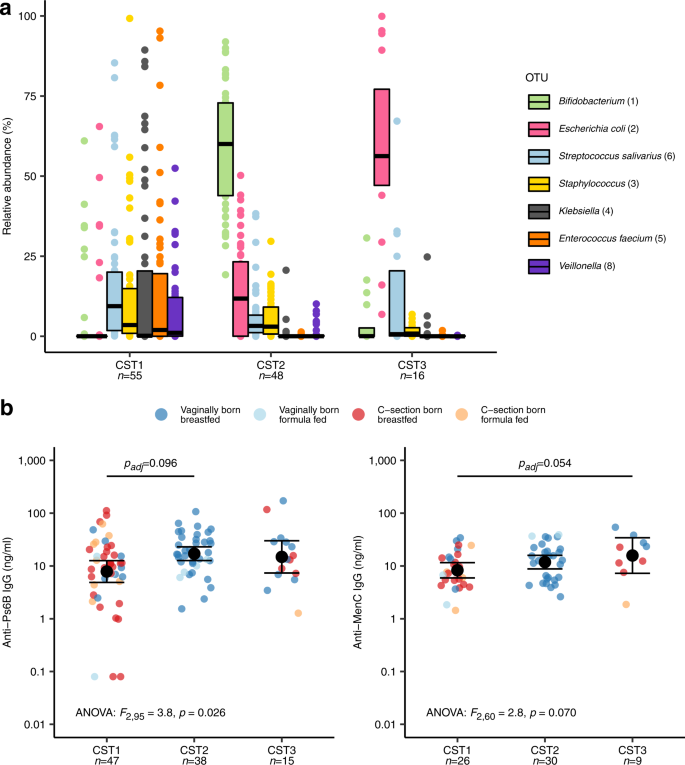 a
Relative abundance (%)
100
75
50
25
0
CST1
n=55
CST2
n=48
CST3
n=16
OTU
Bifidobacterium (1)
Escherichia coli (2)
Streptococcus salivarius (6)
Staphylococcus (3)
Klebsiella (4)
Enterococcus faecium (5)
Veillonella (8)
b
Vaginally born
breastfed
Vaginally born
formula fed
C–section born
breastfed
C–section born
formula fed
Anti–Ps6B IgG (ng/ml)
1,000
100
10
1
0.1
0.01
padj=0.096
ANOVA: F2,95 = 3.8, p = 0.026
CST1
n=47
CST2
n=38
CST3
n=15
Anti–MenC IgG (ng/ml)
1,000
100
10
1
0.1
0.01
padj=0.054
ANOVA: F2,60 = 2.8, p = 0.070
CST1
n=26
CST2
n=30
CST3
n=9